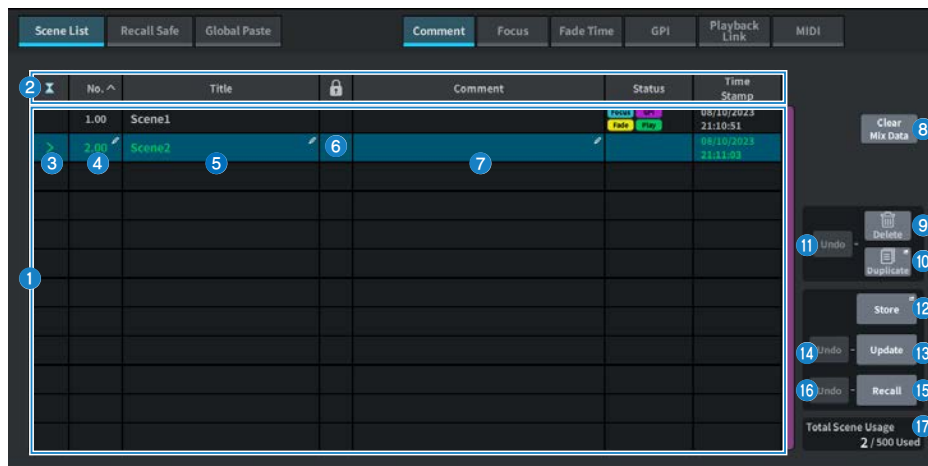 Scene List Recall Safe Global Paste Comment Focus Fade Time GPI Playback Link MIDI
2 No. Title Comment Status Time Stamp
1.00 Scene1 Focus GPI Fade Play 08/10/2023 21:10:51
Clear Mix Data 8
> 2.00 Scene2 08/10/2023 21:11:03
3 4 5 6 7
Delete 9
11 Undo -
Duplicate 10
1
Store 12
14 Undo - Update 13
16 Undo - Recall 15
Total Scene Usage 17
2 / 500 Used